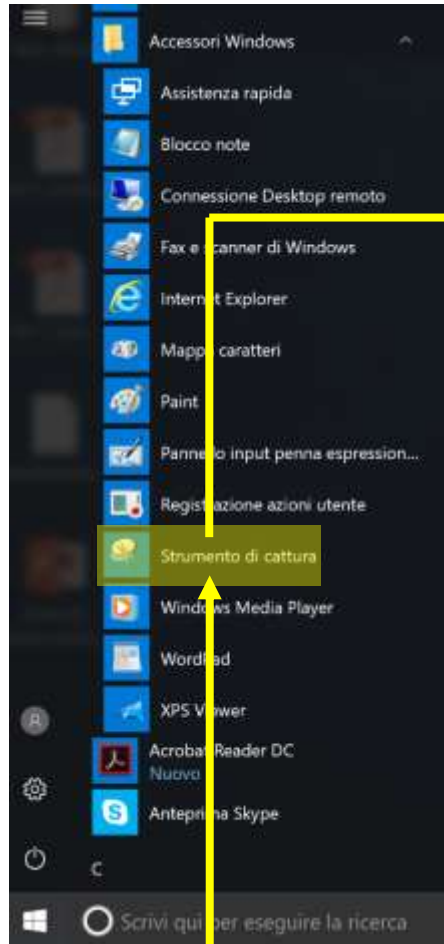 Accessori Windows
Assistenza rapida
Blocco note
Connessione Desktop remoto
Fax e scanner di Windows
Internet Explorer
Mappa caratteri
Paint
Pannello input penna espression...
Registrazione azioni utente
Strumento di cattura
Windows Media Player
WordPad
XPS Viewer
Acrobat Reader DC
Nuovo
Anteprima Skype
C
Scrivi qui per eseguire la ricerca